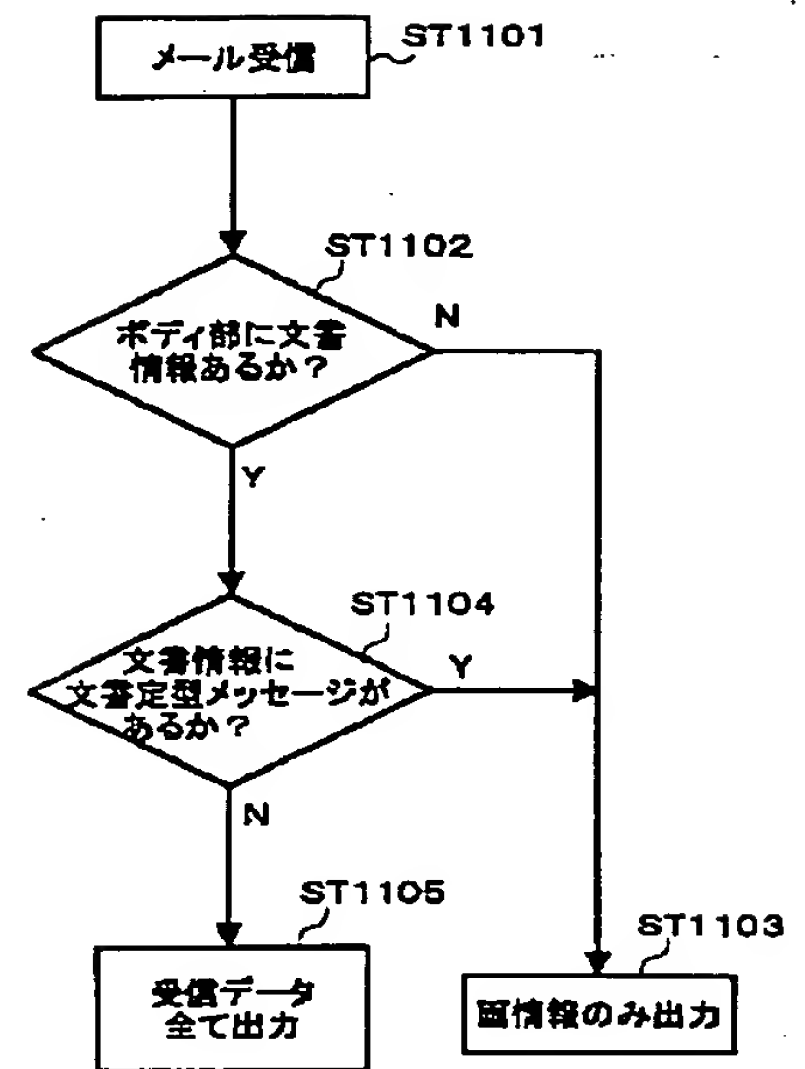 メール受信
ST1101
ST1102
ボディ部に文書
情報あるか？
N
Y
ST1104
文書情報に
文書定型メッセージが
あるか？
Y
N
ST1105
受信データ
全て出力
ST1103
画情報のみ出力